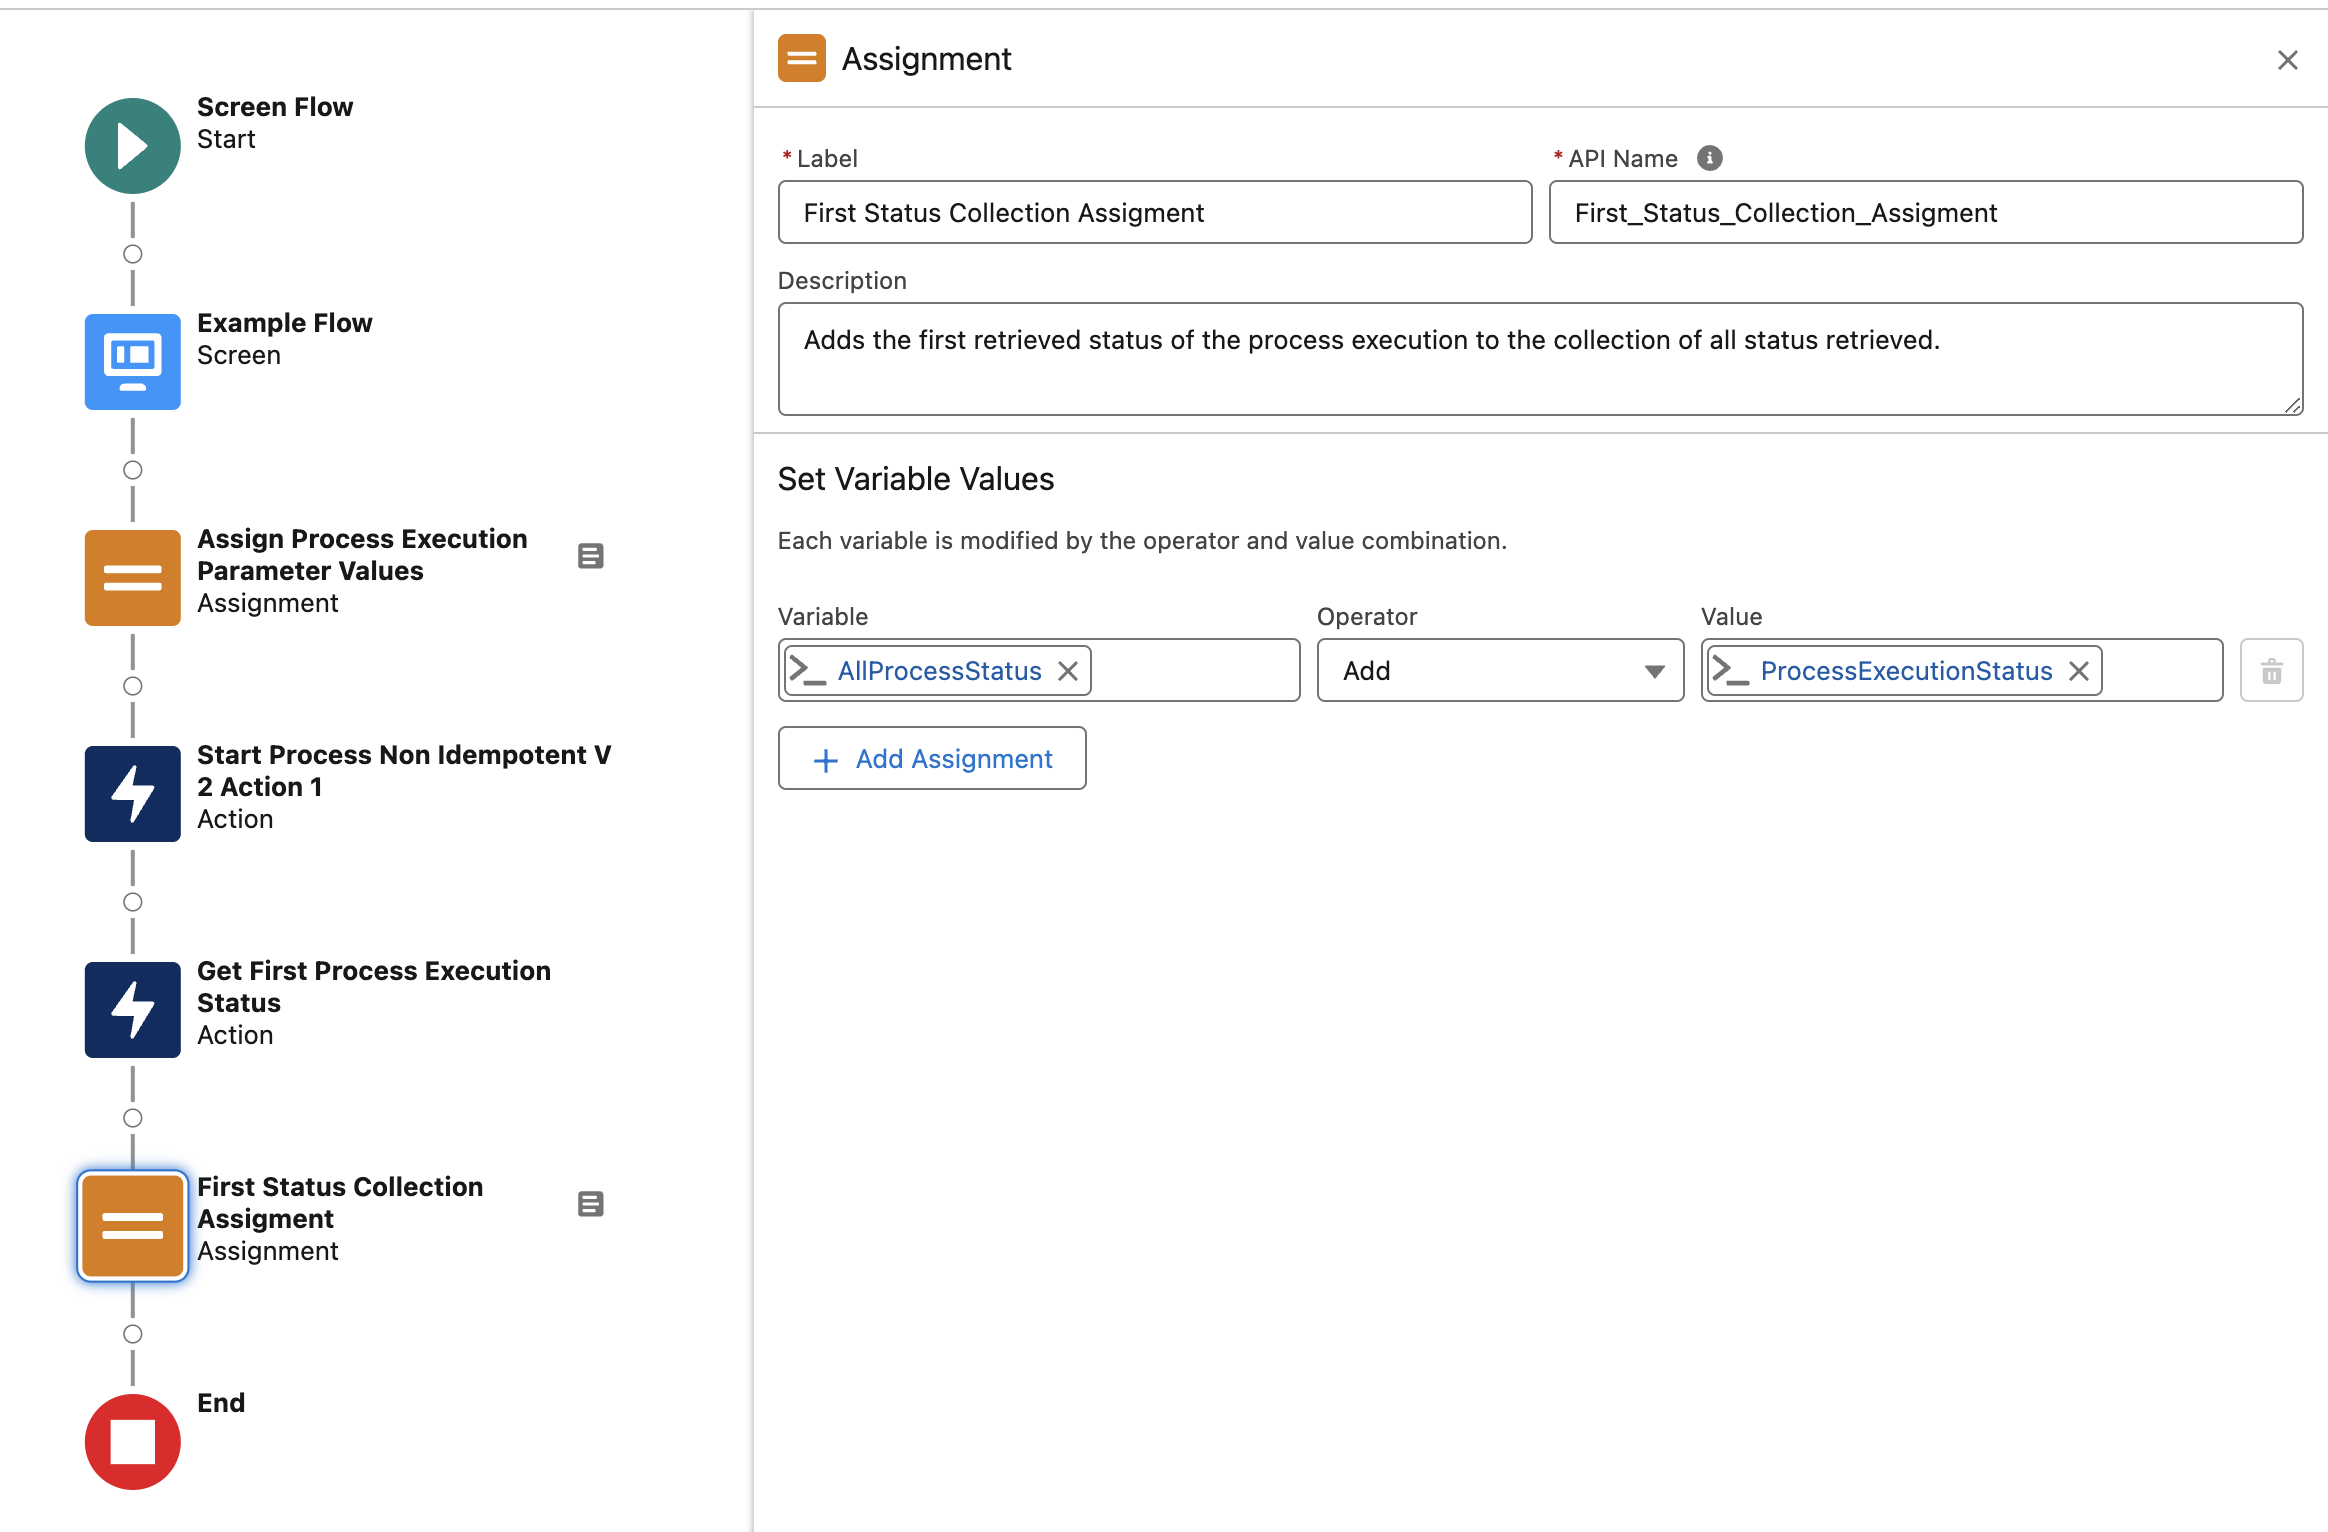 Screen Flow
Start
Example Flow
Screen
Assign Process Execution
Parameter Values
Assignment
Start Process Non Idempotent V
2 Action 1
Action
Get First Process Execution
Status
Action
First Status Collection
Assigment
Assignment
End
Assignment
* Label
First Status Collection Assigment
* API Name
First_Status_Collection_Assigment
Description
Adds the first retrieved status of the process execution to the collection of all status retrieved.
Set Variable Values
Each variable is modified by the operator and value combination.
Variable
AllProcessStatus
Operator
Add
Value
ProcessExecutionStatus
+ Add Assignment